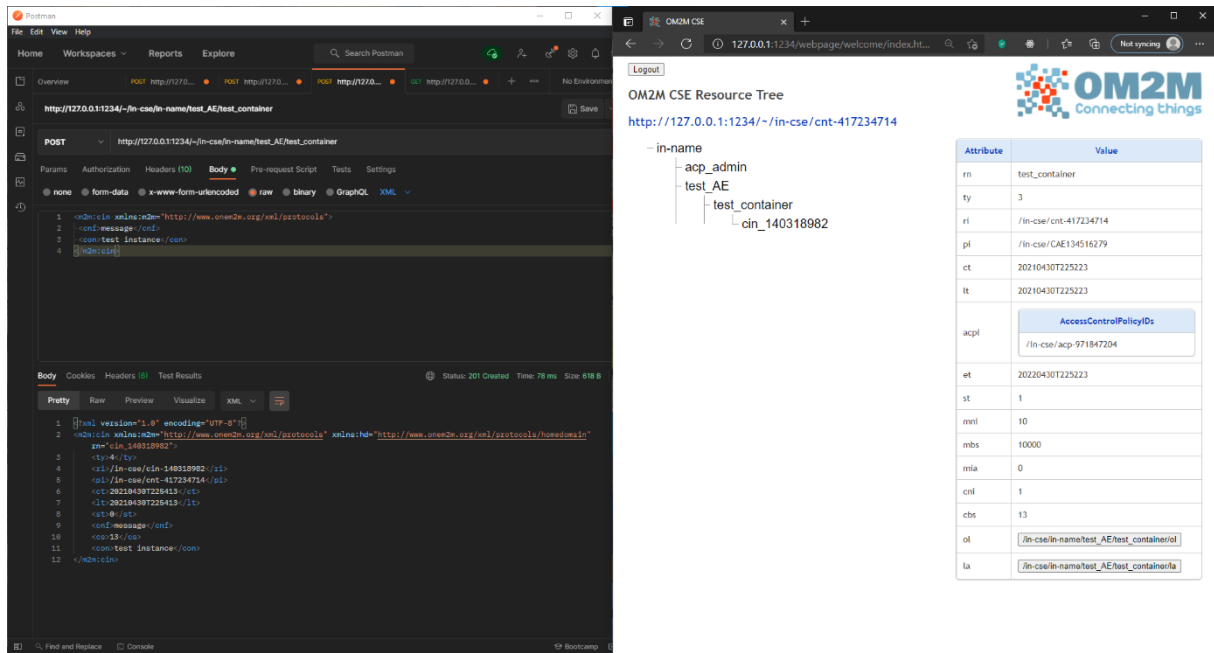 Postman
File Edit View Help
Home Workspaces Reports Explore Search Postman
Overview POST http://127.0... POST http://127.0... POST http://127.0... GET http://127.0.0... No Environmen
http://127.0.0.1:1234/~/in-cse/in-name/test_AE/test_container Save
POST http://127.0.0.1:1234/~/in-cse/in-name/test_AE/test_container
Params Authorization Headers (10) Body Pre-request Script Tests Settings
none form-data x-www-form-urlencoded raw binary GraphQL XML
1 <m2m:cin xmlns:m2m="http://www.onem2m.org/xml/protocols">
2 <cnf>message</cnf>
3 <con>test instance</con>
4 </m2m:cin>
Body Cookies Headers (6) Test Results Status: 201 Created Time: 78 ms Size: 618 B
Pretty Raw Preview Visualize XML
1 <?xml version="1.0" encoding="UTF-8"?>
2 <m2m:cin xmlns:m2m="http://www.onem2m.org/xml/protocols" xmlns:hd="http://www.onem2m.org/xml/protocols/homedomain"
rn="cin_140318982">
3 <ty>4</ty>
4 <ri>/in-cse/cin-140318982</ri>
5 <pi>/in-cse/cnt-417234714</pi>
6 <ct>20210430T225413</ct>
7 <lt>20210430T225413</lt>
8 <st>0</st>
9 <cnf>message</cnf>
10 <cs>13</cs>
11 <con>test instance</con>
12 </m2m:cin>
Find and Replace Console Bootcamp
OM2M CSE
127.0.0.1:1234/webpage/welcome/index.ht... Not syncing
Logout
OM2M
Connecting things
OM2M CSE Resource Tree
http://127.0.0.1:1234/~/in-cse/cnt-417234714
in-name
acp_admin
test_AE
test_container
cin_140318982
Attribute Value
rn test_container
ty 3
ri /in-cse/cnt-417234714
pi /in-cse/CAE134516279
ct 20210430T225223
lt 20210430T225223
acpi AccessControlPolicyIDs
/in-cse/acp-971847204
et 20220430T225223
st 1
mni 10
mbs 10000
mia 0
cni 1
cbs 13
ol /in-cse/in-name/test_AE/test_container/ol
la /in-cse/in-name/test_AE/test_container/la